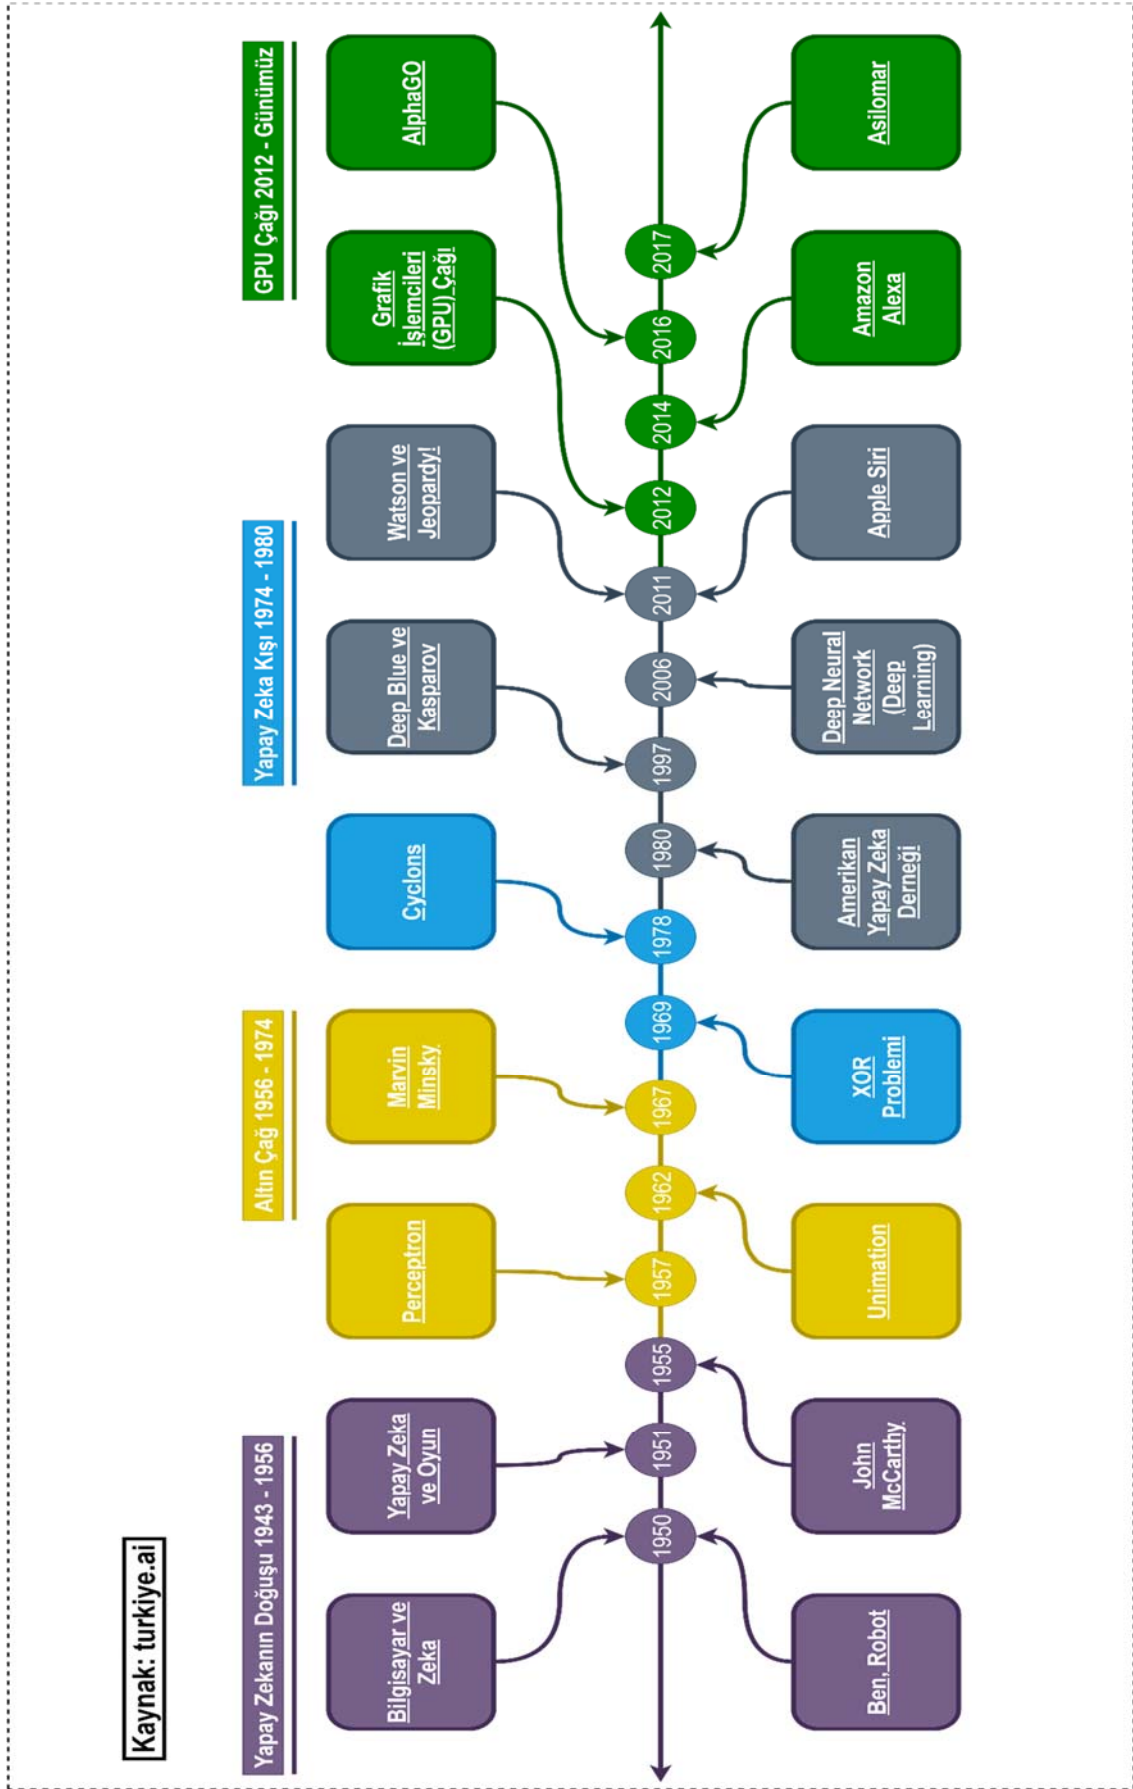 Kaynak: turkiye.ai
Yapay Zekanın Doğuşu 1943 - 1956
Altın Çağ 1956 - 1974
Yapay Zeka Kışı 1974 - 1980
GPU Çağı 2012 - Günümüz
Bilgisayar ve
Zeka
Yapay Zeka
ve Oyun
Perceptron
Marvin
Minsky
Cyclons
Deep Blue ve
Kasparov
Watson ve
Jeopardy!
Grafik
İşlemcileri
(GPU) Çağı
AlphaGO
1950
1951
1955
1957
1962
1967
1969
1978
1980
1997
2006
2011
2012
2014
2016
2017
Ben, Robot
John
McCarthy
Unimation
XOR
Problemi
Amerikan
Yapay Zeka
Derneği
Deep Neural
Network
(Deep
Learning)
Apple Siri
Amazon
Alexa
Asilomar